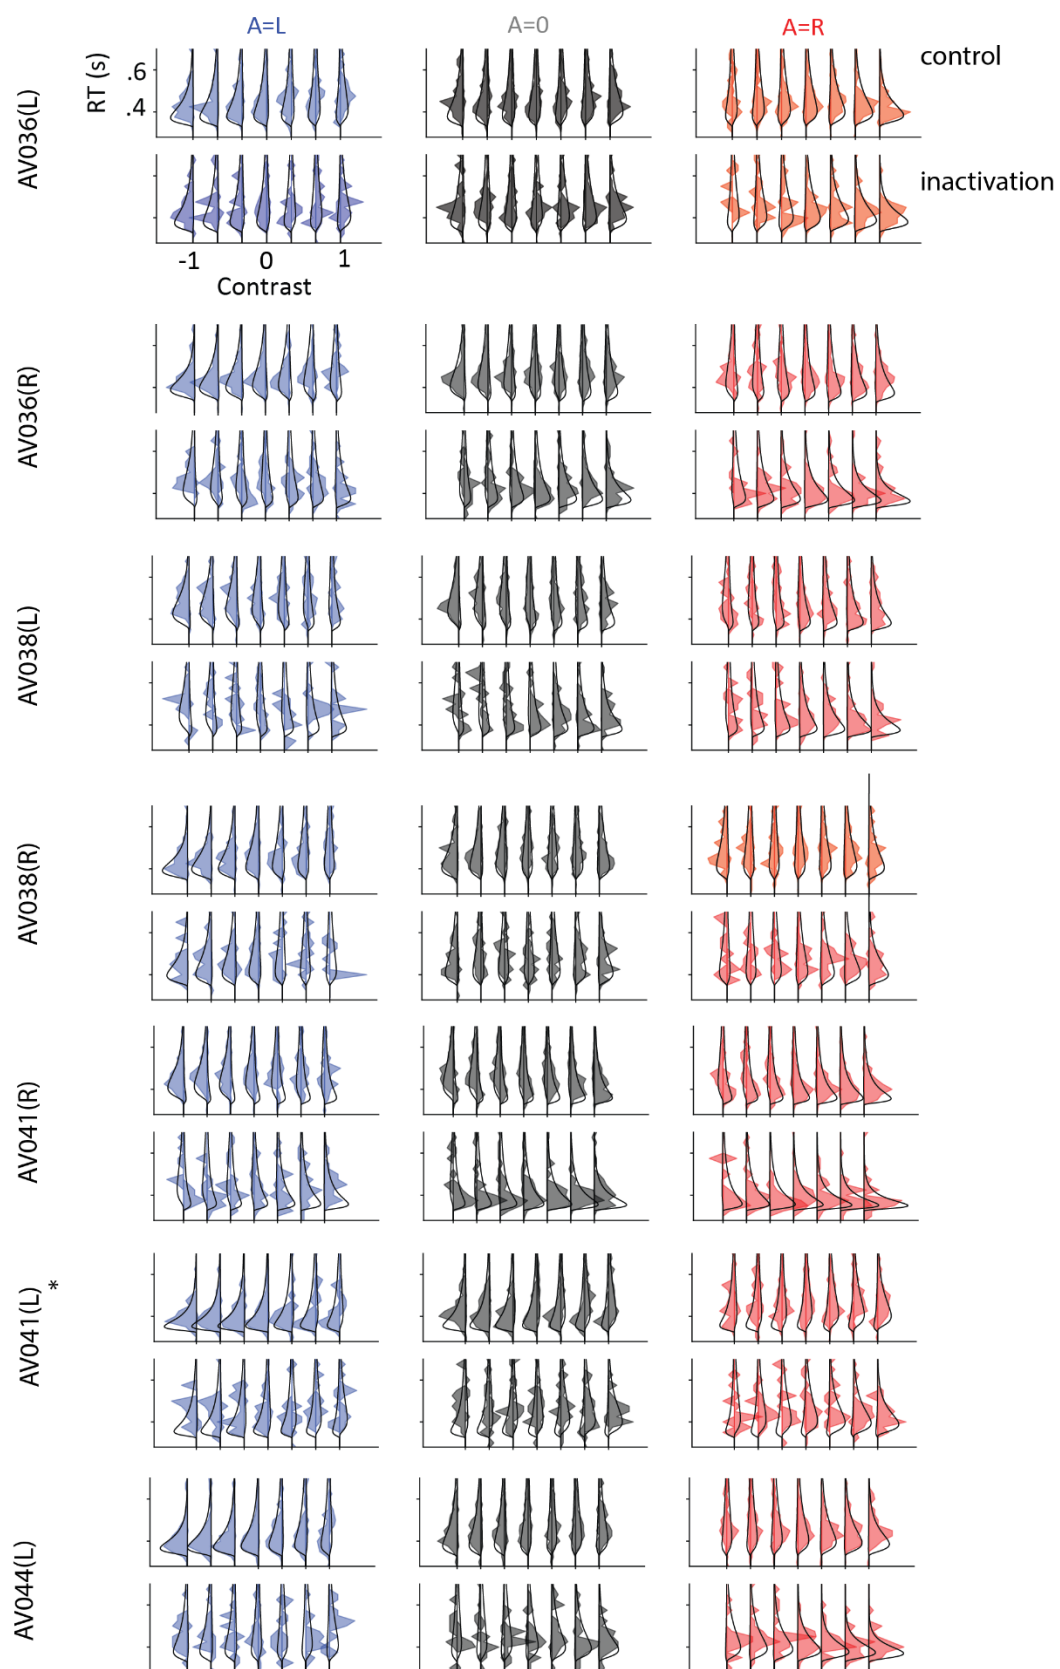 A=L
A=0
A=R
control
RT (s)
.6
.4
AV036(L)
inactivation
-1
0
1
Contrast
AV036(R)
AV038(L)
AV038(R)
AV041(R)
AV041(L) *
AV044(L)